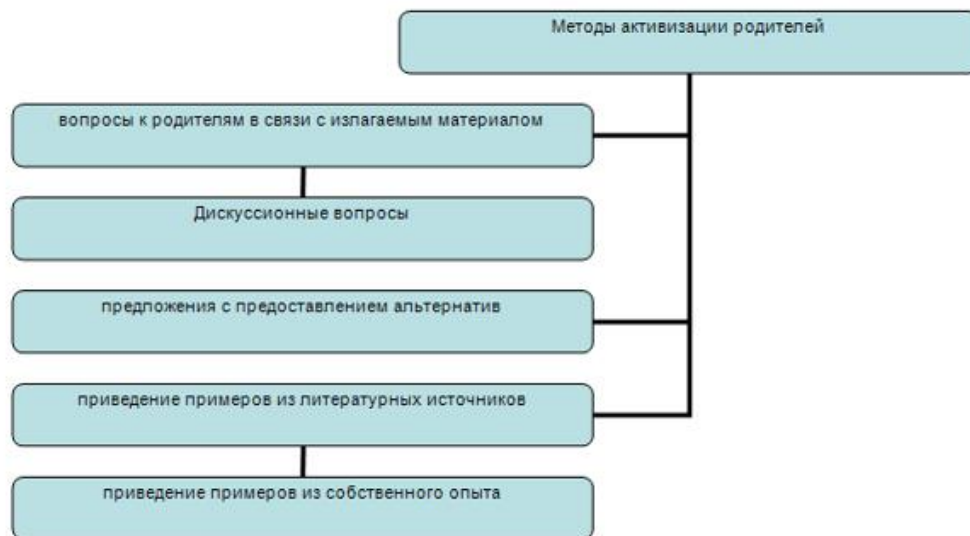 Методы активизации родителей
вопросы к родителям в связи с излагаемым материалом
Дискуссионные вопросы
предложения с предоставлением альтернатив
приведение примеров из литературных источников
приведение примеров из собственного опыта